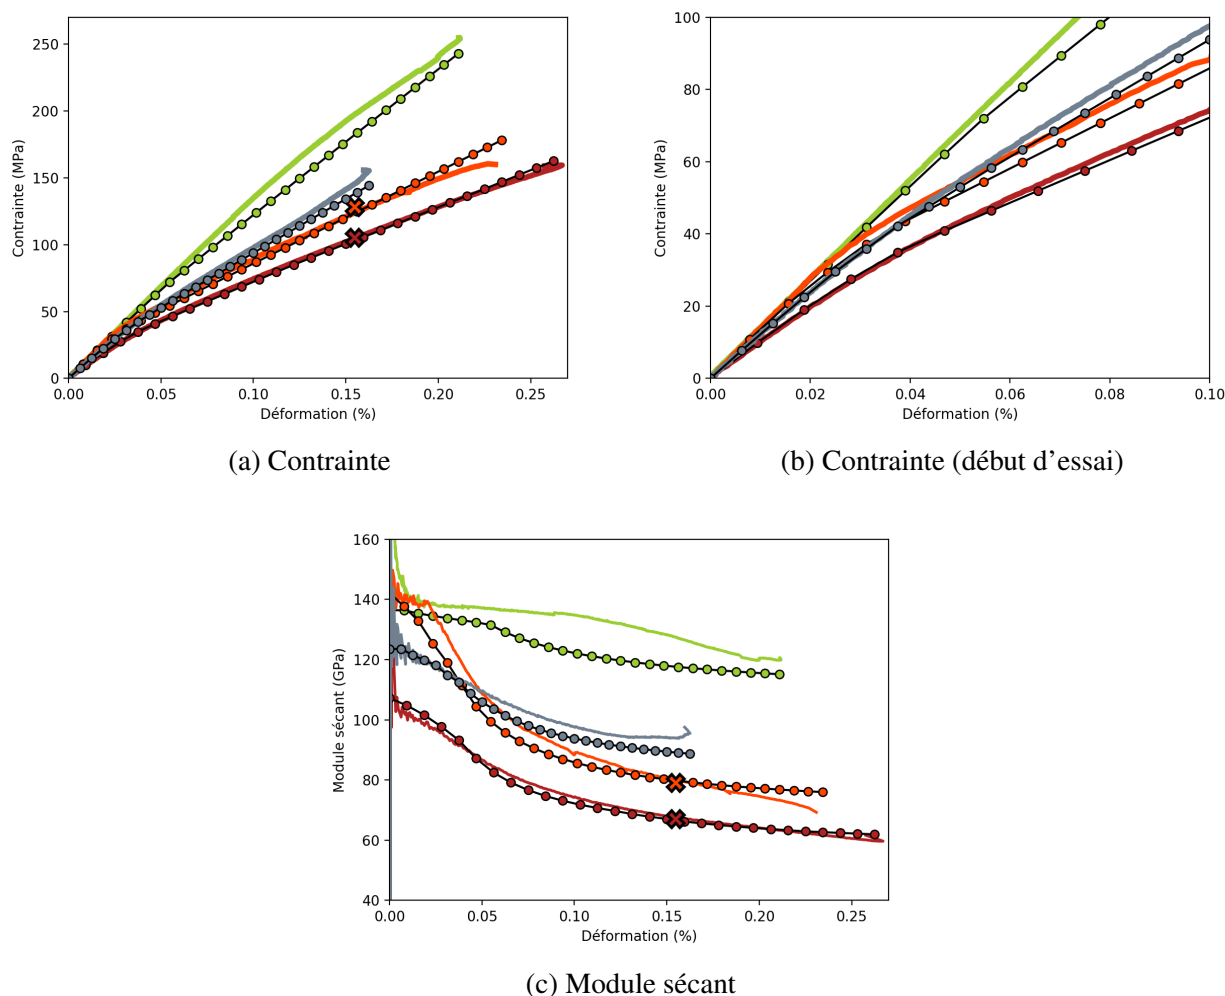 250
200
150
100
50
0
Contrainte (MPa)
0.00 0.05 0.10 0.15 0.20 0.25
Déformation (%)
(a) Contrainte
100
80
60
40
20
0
Contrainte (MPa)
0.00 0.02 0.04 0.06 0.08 0.10
Déformation (%)
(b) Contrainte (début d’essai)
160
140
120
100
80
60
40
Module sécant (GPa)
0.00 0.05 0.10 0.15 0.20 0.25
Déformation (%)
(c) Module sécant